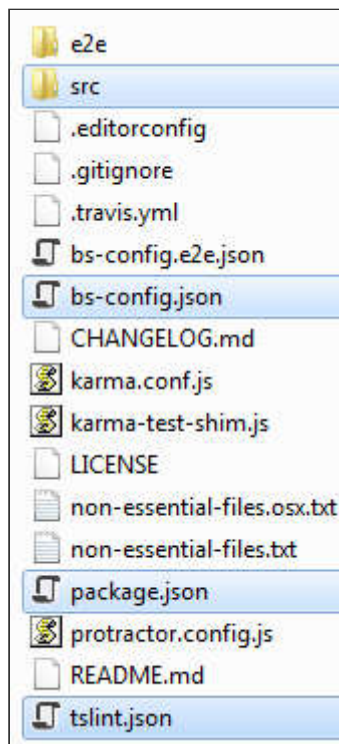 e2e
src
.editorconfig
.gitignore
.travis.yml
bs-config.e2e.json
bs-config.json
CHANGELOG.md
karma.conf.js
karma-test-shim.js
LICENSE
non-essential-files.osx.txt
non-essential-files.txt
package.json
protractor.config.js
README.md
tslint.json